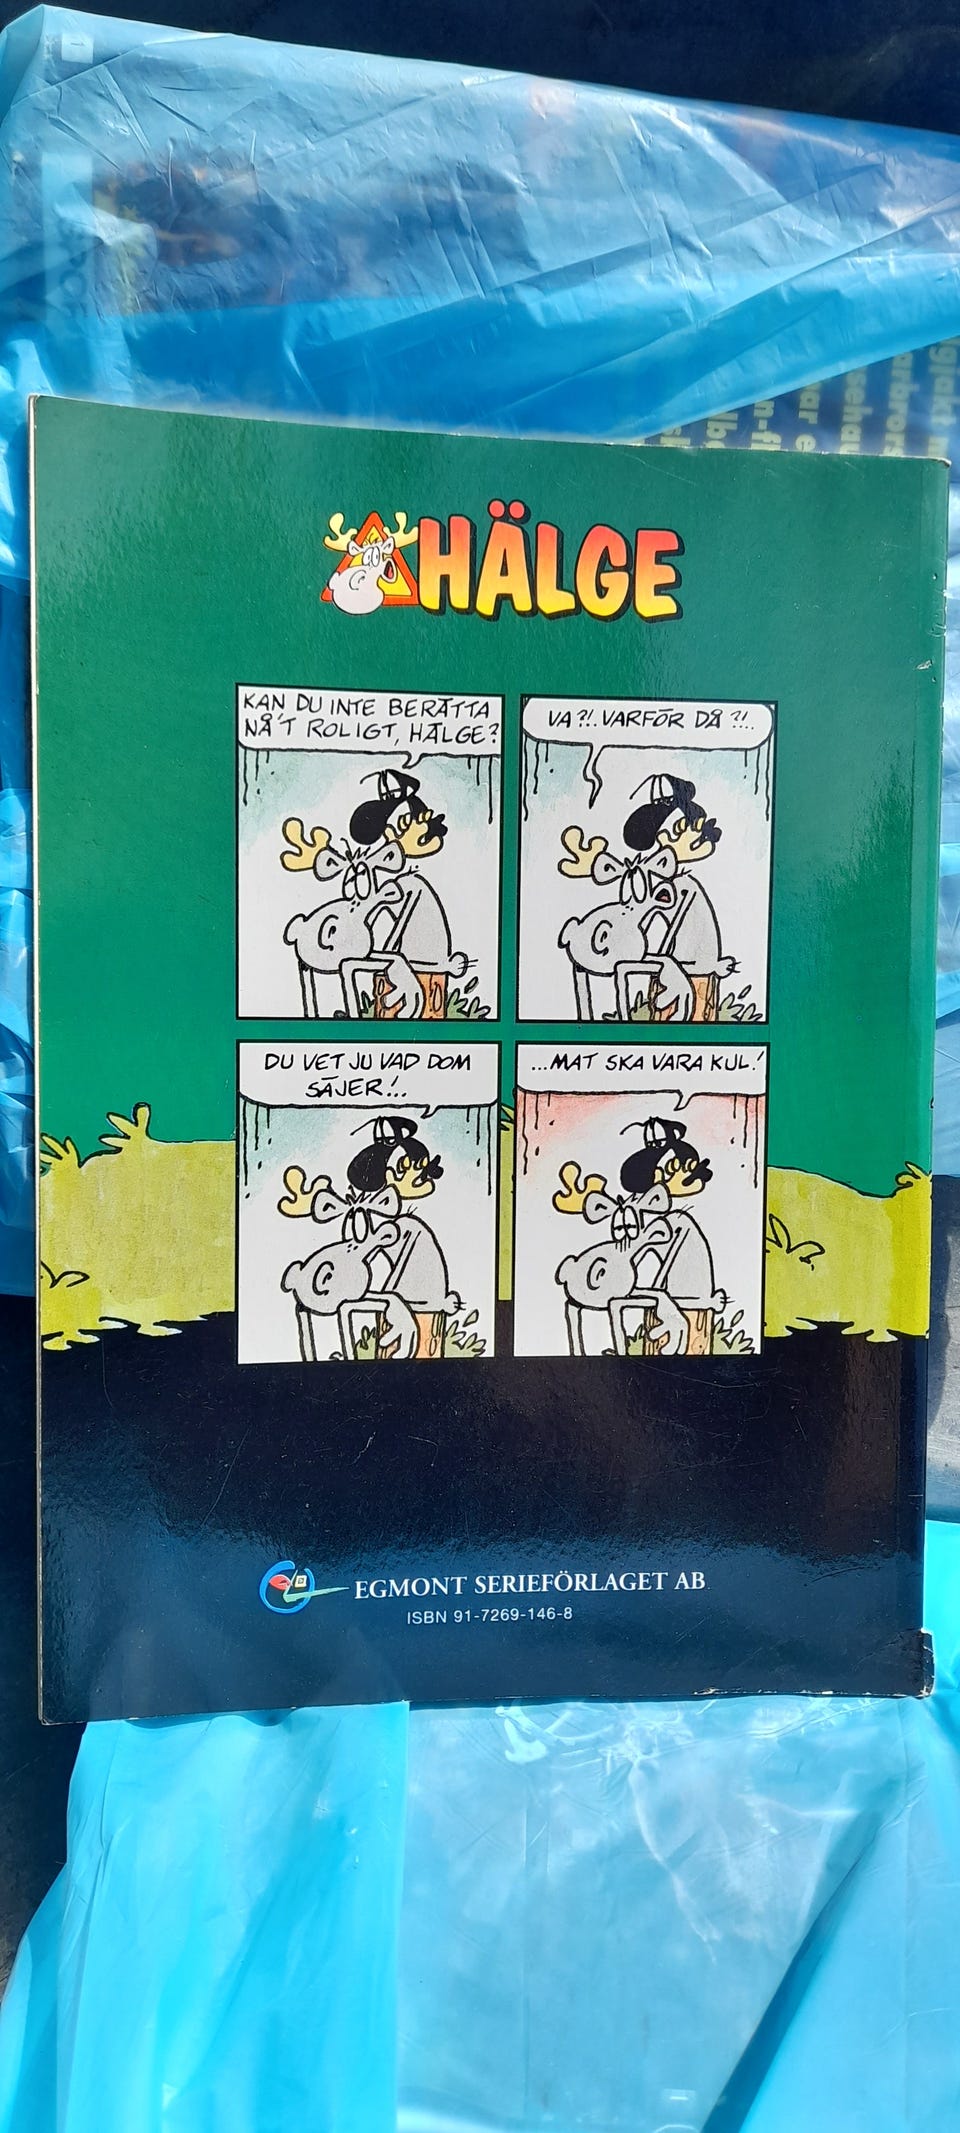 HÄLGE
KAN DU INTE BERÄTTA
NÅ'T ROLIGT, HÄLGE?
VA?!. VARFÖR DÅ?!..
DU VET JU VAD DOM
SÄJER!...
...MAT SKA VARA KUL!
EGMONT SERIEFÖRLAGET AB
ISBN 91-7269-146-8